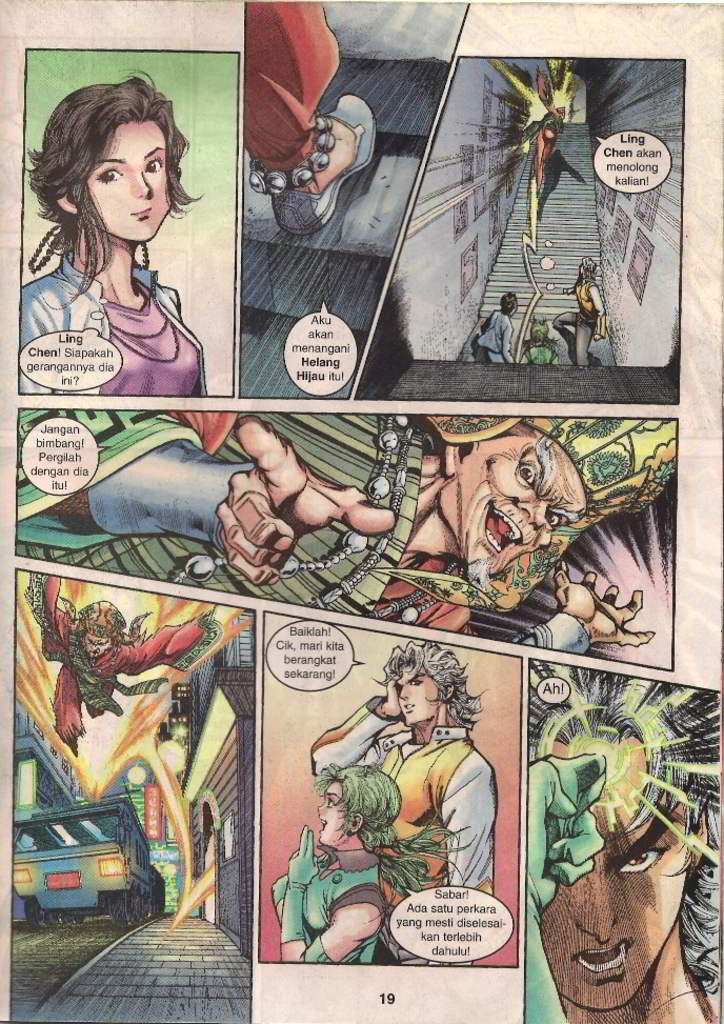 Ling
Chen! Siapakah
gerangannya dia
ini?
Aku
akan
menangani
Helang
Hijau itu!
Ling
Chen akan
menolong
kalian!
Jangan
bimbang!
Pergilah
dengan dia
itu!
Baiklah!
Cik, mari kita
berangkat
sekarang!
Sabar!
Ada satu perkara
yang mesti diselesai-
kan terlebih
dahulu!
Ah!
19